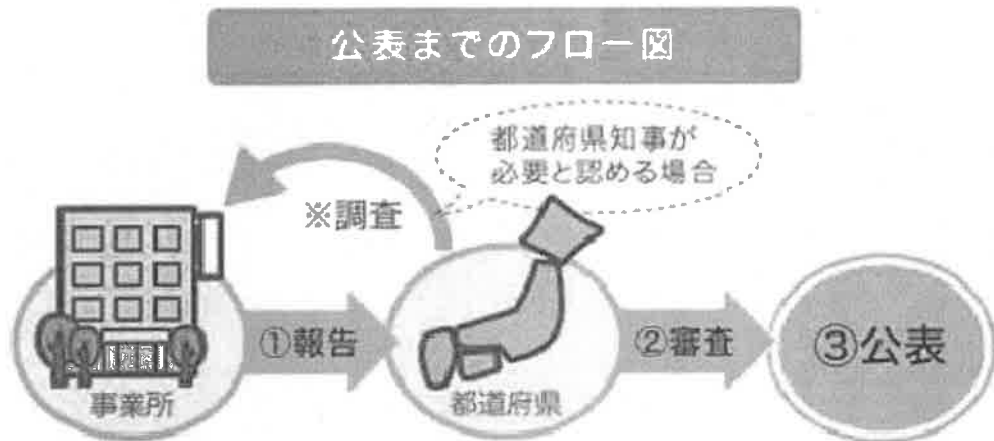 公表までのフロー図
都道府県知事が
必要と認める場合
※調査
①報告
②審査
③公表
事業所
都道府県